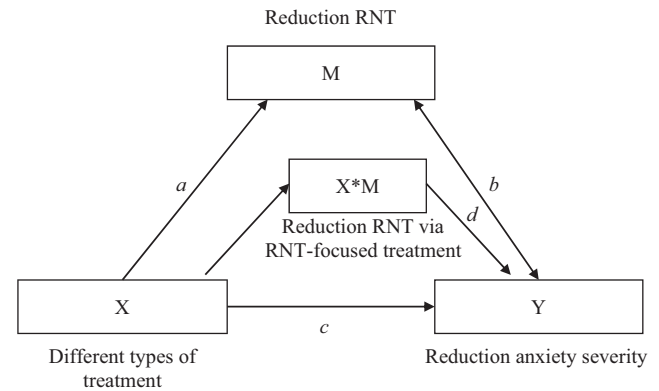 Reduction RNT
M
a
b
X*M
d
Reduction RNT via
RNT-focused treatment
X
Y
c
Different types of
treatment
Reduction anxiety severity